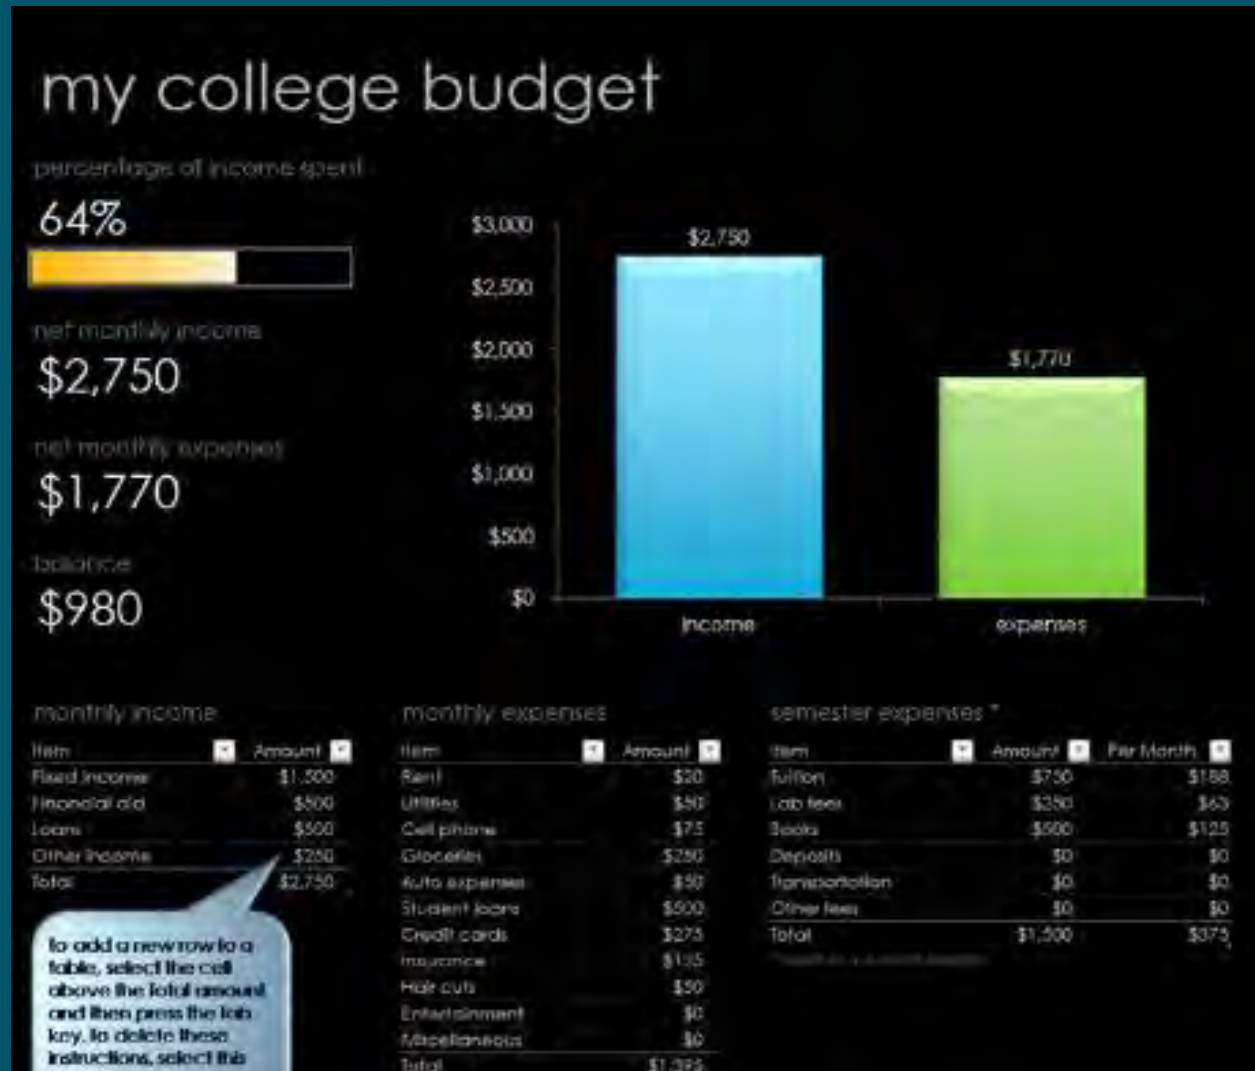 my college budget
percentage of income spent
64%
net monthly income
$2,750
net monthly expenses
$1,770
balance
$980
$3,000
$2,500
$2,000
$1,500
$1,000
$500
$0
$2,750
$1,770
income
expenses
monthly income
Item Amount
Fixed income $1,500
Financial aid $500
Loans $500
Other income $250
Total $2,750
to add a new row to a
table, select the cell
above the total amount
and then press the tab
key. to delete these
instructions, select this
monthly expenses
Item Amount
Rent
Utilities
Cell phone $75
Groceries $250
Auto expenses $50
Student loans $500
Credit cards $275
Insurance
Hair cuts $50
Entertainment $0
Miscellaneous $0
Total $1,395
semester expenses *
Item Amount Per Month
Tuition $750 $188
Lab fees $250 $63
Books $500 $125
Deposits $0 $0
Transportation $0 $0
Other fees $0 $0
Total $1,500 $375